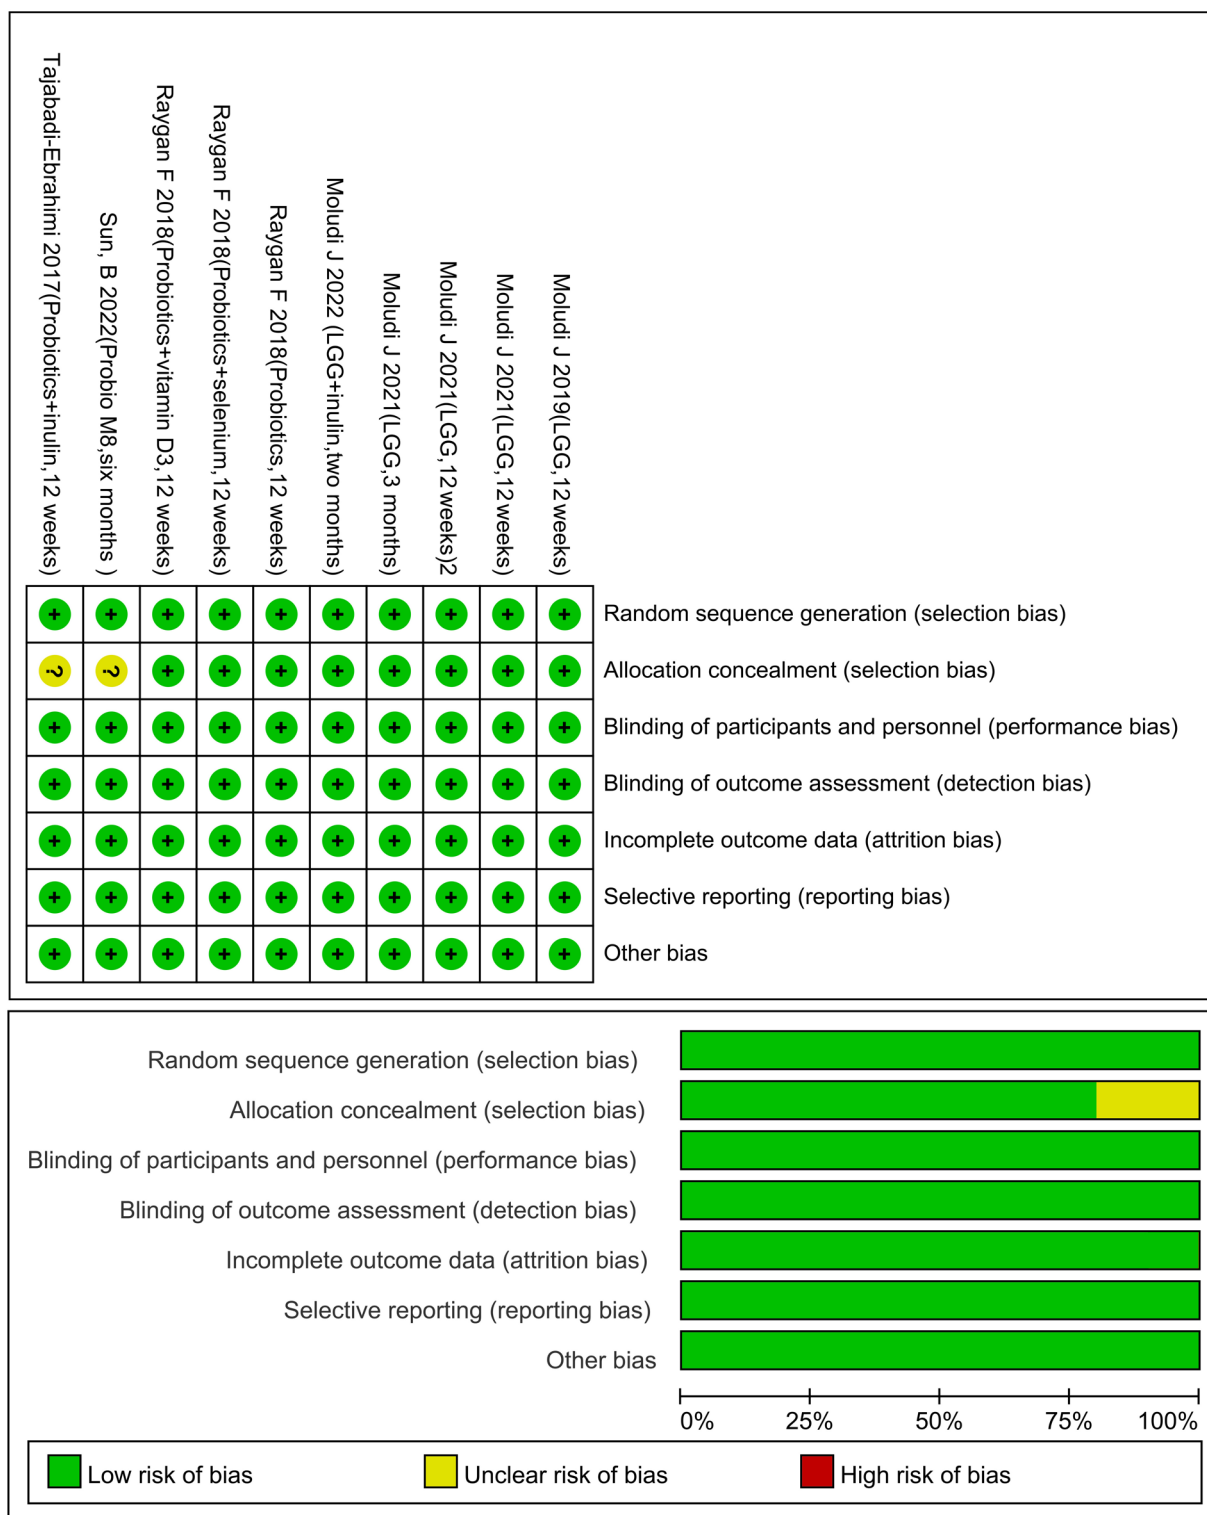 Tajabadi-Ebrahimi 2017(Probiotics+inulin,12 weeks)
Sun, B 2022(Probio M8,six months )
Raygan F 2018(Probiotics+vitamin D3,12 weeks)
Raygan F 2018(Probiotics+selenium,12weeks)
Raygan F 2018(Probiotics,12 weeks)
Moludi J 2022 (LGG+inulin,two months)
Moludi J 2021(LGG,3 months)
Moludi J 2021(LGG,12weeks)2
Moludi J 2021(LGG,12weeks)
Moludi J 2019(LGG,12weeks)
+ + + + + + + + + + Random sequence generation (selection bias)
? ? + + + + + + + + Allocation concealment (selection bias)
+ + + + + + + + + + Blinding of participants and personnel (performance bias)
+ + + + + + + + + + Blinding of outcome assessment (detection bias)
+ + + + + + + + + + Incomplete outcome data (attrition bias)
+ + + + + + + + + + Selective reporting (reporting bias)
+ + + + + + + + + + Other bias
Random sequence generation (selection bias)
Allocation concealment (selection bias)
Blinding of participants and personnel (performance bias)
Blinding of outcome assessment (detection bias)
Incomplete outcome data (attrition bias)
Selective reporting (reporting bias)
Other bias
0% 25% 50% 75% 100%
Low risk of bias Unclear risk of bias High risk of bias